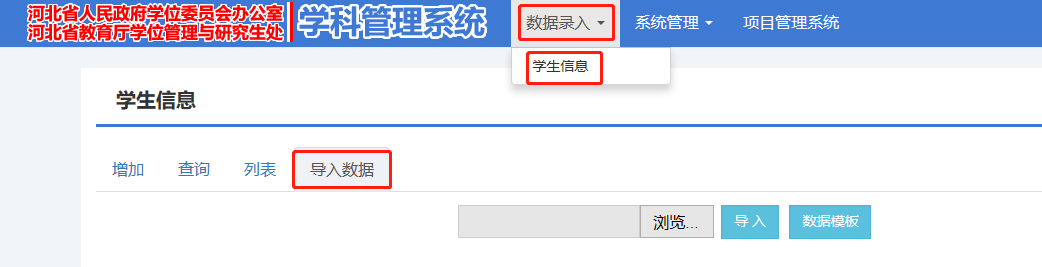 河北省人民政府学位委员会办公室
河北省教育厅学位管理与研究生处
学科管理系统
数据录入 系统管理 项目管理系统
学生信息
学生信息
增加 查询 列表 导入数据
浏览... 导入 数据模板